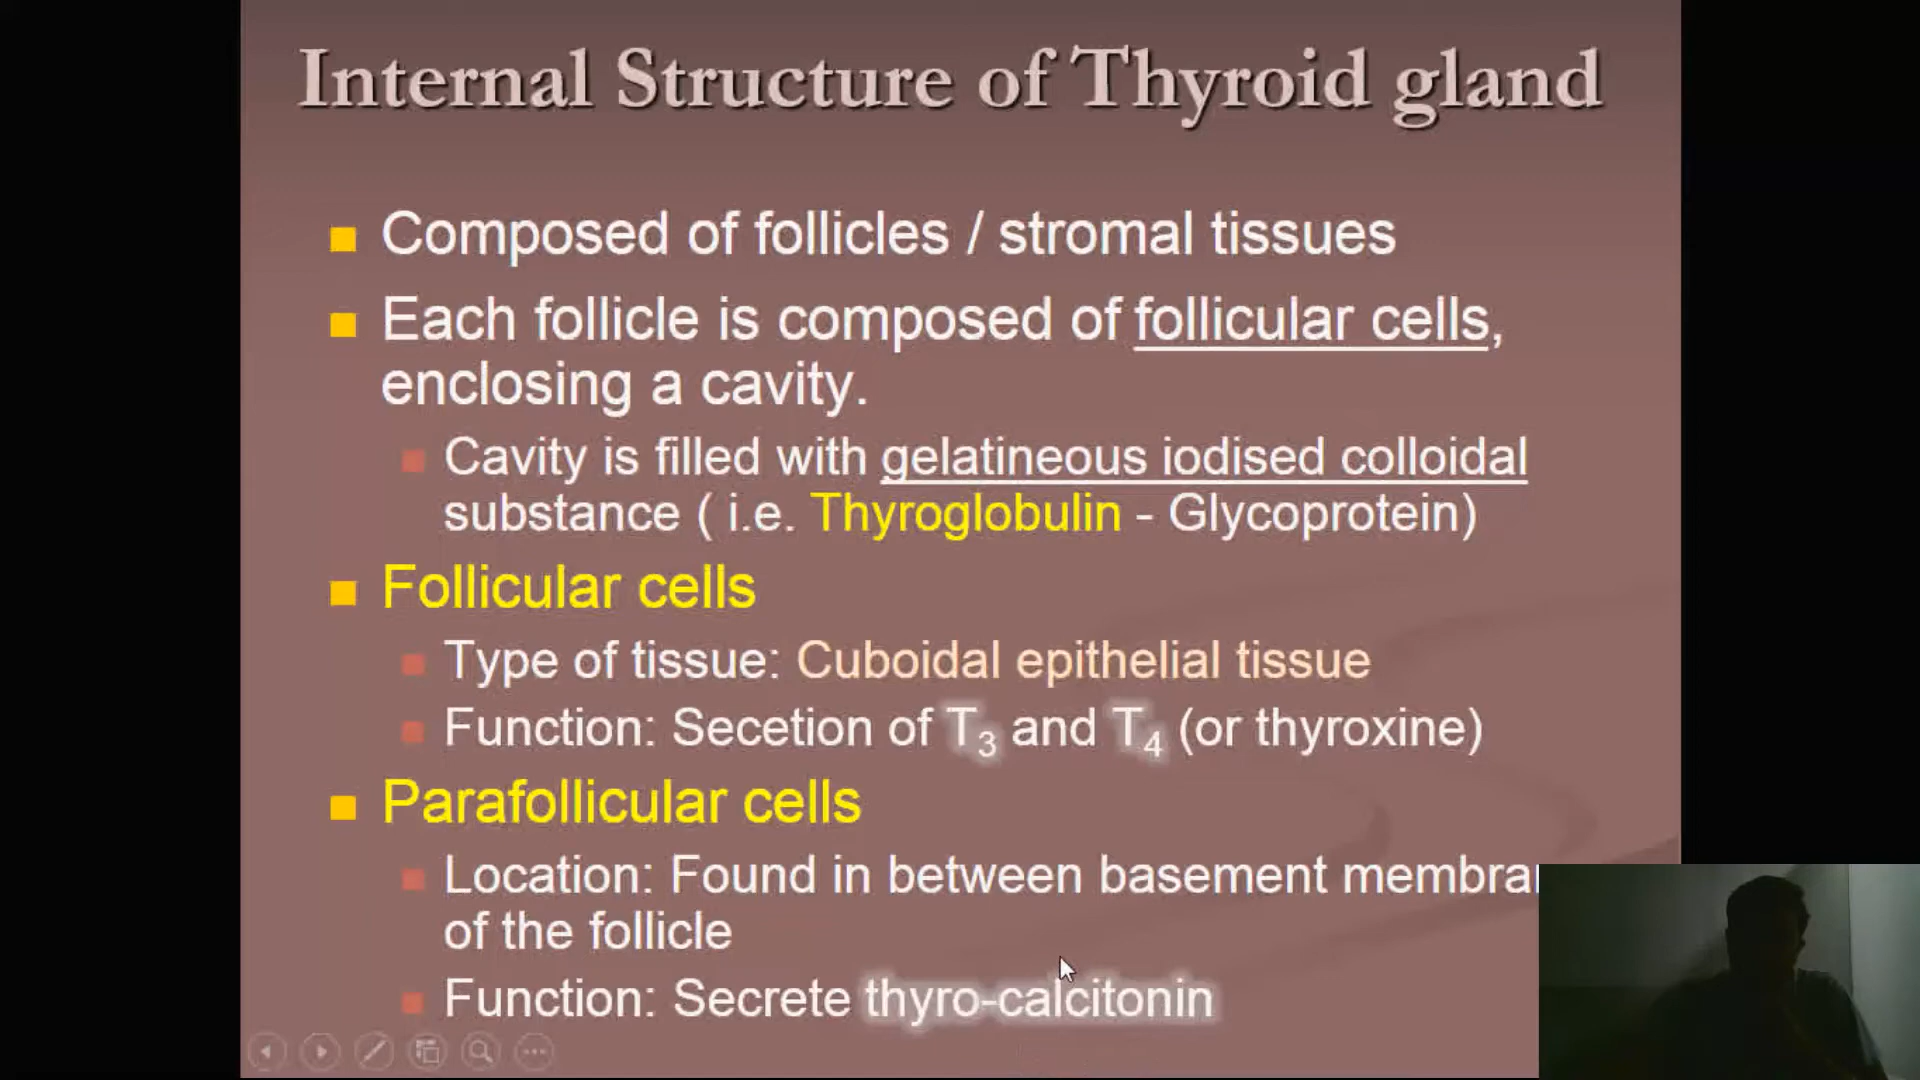 Internal Structure of Thyroid gland
Composed of follicles / stromal tissues
Each follicle is composed of follicular cells,
enclosing a cavity.
Cavity is filled with gelatineous iodised colloidal
substance ( i.e. Thyroglobulin - Glycoprotein)
Follicular cells
Type of tissue: Cuboidal epithelial tissue
Function: Secetion of T₃ and T₄ (or thyroxine)
Parafollicular cells
Location: Found in between basement
of the follicle
Function: Secrete thyro-calcitonin